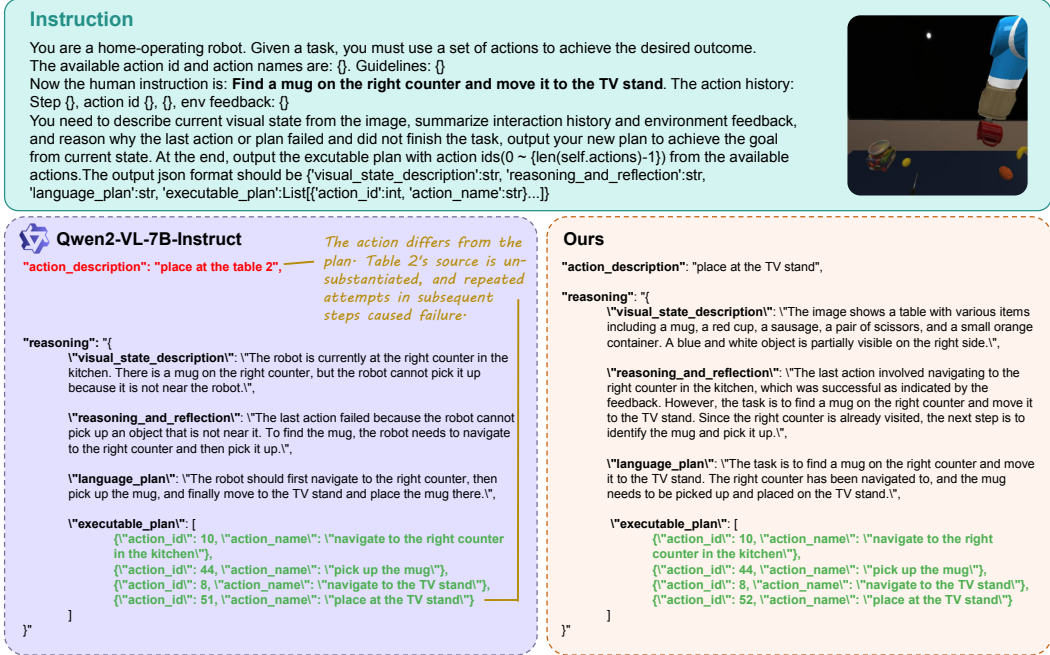 Instruction
You are a home-operating robot. Given a task, you must use a set of actions to achieve the desired outcome.
The available action id and action names are: {}. Guidelines: {}
Now the human instruction is: Find a mug on the right counter and move it to the TV stand. The action history:
Step {}, action id {}, {}, env feedback: {}
You need to describe current visual state from the image, summarize interaction history and environment feedback,
and reason why the last action or plan failed and did not finish the task, output your new plan to achieve the goal
from current state. At the end, output the excutable plan with action ids(0 ~ {len(self.actions)-1}) from the available
actions.The output json format should be {'visual_state_description':str, 'reasoning_and_reflection':str,
'language_plan':str, 'executable_plan':List[{'action_id':int, 'action_name':str}...]}
Qwen2-VL-7B-Instruct
"action_description": "place at the table 2",
The action differs from the
plan. Table 2's source is un-
substantiated, and repeated
attempts in subsequent
steps caused failure.
"reasoning": "{
\"visual_state_description\": \"The robot is currently at the right counter in the
kitchen. There is a mug on the right counter, but the robot cannot pick it up
because it is not near the robot.\",
\"reasoning_and_reflection\": \"The last action failed because the robot cannot
pick up an object that is not near it. To find the mug, the robot needs to navigate
to the right counter and then pick it up.\",
\"language_plan\": \"The robot should first navigate to the right counter, then
pick up the mug, and finally move to the TV stand and place the mug there.\",
\"executable_plan\": [
{\"action_id\": 10, \"action_name\": \"navigate to the right counter
in the kitchen\"},
{\"action_id\": 44, \"action_name\": \"pick up the mug\"},
{\"action_id\": 8, \"action_name\": \"navigate to the TV stand\"},
{\"action_id\": 51, \"action_name\": \"place at the TV stand\"}
]
}"
Ours
"action_description": "place at the TV stand",
"reasoning": "{
\"visual_state_description\": \"The image shows a table with various items
including a mug, a red cup, a sausage, a pair of scissors, and a small orange
container. A blue and white object is partially visible on the right side.\",
\"reasoning_and_reflection\": \"The last action involved navigating to the
right counter in the kitchen, which was successful as indicated by the
feedback. However, the task is to find a mug on the right counter and move it
to the TV stand. Since the right counter is already visited, the next step is to
identify the mug and pick it up.\",
\"language_plan\": \"The task is to find a mug on the right counter and move
it to the TV stand. The right counter has been navigated to, and the mug
needs to be picked up and placed on the TV stand.\",
\"executable_plan\": [
{\"action_id\": 10, \"action_name\": \"navigate to the right
counter in the kitchen\"},
{\"action_id\": 44, \"action_name\": \"pick up the mug\"},
{\"action_id\": 8, \"action_name\": \"navigate to the TV stand\"},
{\"action_id\": 52, \"action_name\": \"place at the TV stand\"}
]
}"